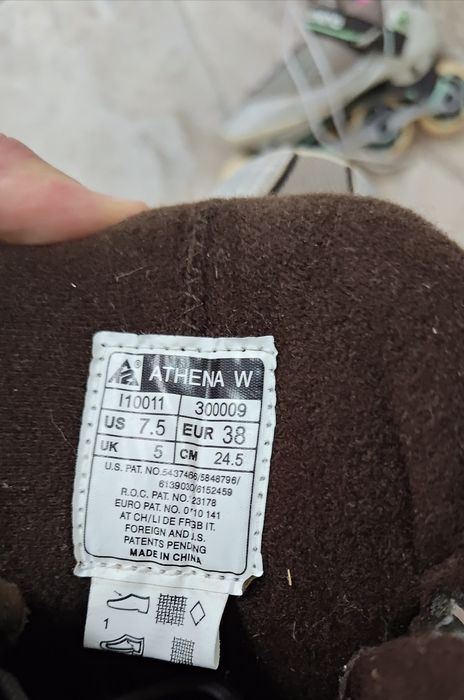 ® ATHENA W
I10011 300009
US 7.5 EUR 38
UK 5 CM 24.5
U.S. PAT. NO.5437466/5848796/
6139030/6152459
R.O.C. PAT. NO. 23178
EURO PAT. NO. 0710 141
AT CH/LI DE FR GB IT.
FOREIGN AND U.S.
PATENTS PENDING
MADE IN CHINA
1